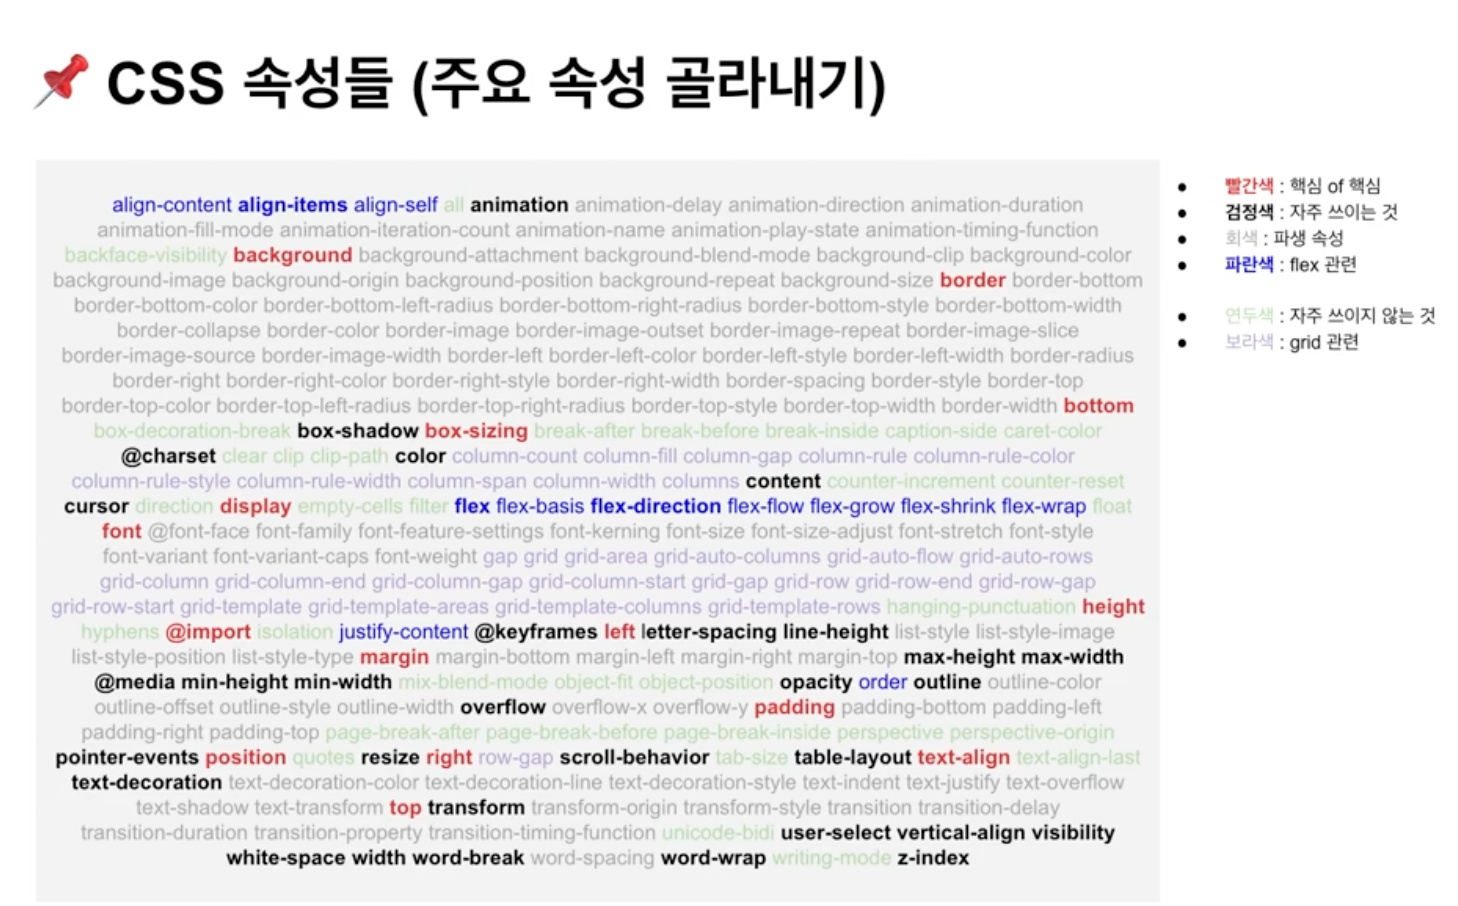 CSS 속성들 (주요 속성 골라내기)
align-content align-items align-self all animation animation-delay animation-direction animation-duration
animation-fill-mode animation-iteration-count animation-name animation-play-state animation-timing-function
backface-visibility background background-attachment background-blend-mode background-clip background-color
background-image background-origin background-position background-repeat background-size border border-bottom
border-bottom-color border-bottom-left-radius border-bottom-right-radius border-bottom-style border-bottom-width
border-collapse border-color border-image border-image-outset border-image-repeat border-image-slice
border-image-source border-image-width border-left border-left-color border-left-style border-left-width border-radius
border-right border-right-color border-right-style border-right-width border-spacing border-style border-top
border-top-color border-top-left-radius border-top-right-radius border-top-style border-top-width border-width bottom
box-decoration-break box-shadow box-sizing break-after break-before break-inside caption-side caret-color
@charset clear clip clip-path color column-count column-fill column-gap column-rule column-rule-color
column-rule-style column-rule-width column-span column-width columns content counter-increment counter-reset
cursor direction display empty-cells filter flex flex-basis flex-direction flex-flow flex-grow flex-shrink flex-wrap float
font @font-face font-family font-feature-settings font-kerning font-size font-size-adjust font-stretch font-style
font-variant font-variant-caps font-weight gap grid grid-area grid-auto-columns grid-auto-flow grid-auto-rows
grid-column grid-column-end grid-column-gap grid-column-start grid-gap grid-row grid-row-end grid-row-gap
grid-row-start grid-template grid-template-areas grid-template-columns grid-template-rows hanging-punctuation height
hyphens @import isolation justify-content @keyframes left letter-spacing line-height list-style list-style-image
list-style-position list-style-type margin margin-bottom margin-left margin-right margin-top max-height max-width
@media min-height min-width mix-blend-mode object-fit object-position opacity order outline outline-color
outline-offset outline-style outline-width overflow overflow-x overflow-y padding padding-bottom padding-left
padding-right padding-top page-break-after page-break-before page-break-inside perspective perspective-origin
pointer-events position quotes resize right row-gap scroll-behavior tab-size table-layout text-align text-align-last
text-decoration text-decoration-color text-decoration-line text-decoration-style text-indent text-justify text-overflow
text-shadow text-transform top transform transform-origin transform-style transition transition-delay
transition-duration transition-property transition-timing-function unicode-bidi user-select vertical-align visibility
white-space width word-break word-spacing word-wrap writing-mode z-index
● 빨간색 : 핵심 of 핵심
● 검정색 : 자주 쓰이는 것
● 회색 : 파생 속성
● 파란색 : flex 관련
● 연두색 : 자주 쓰이지 않는 것
● 보라색 : grid 관련